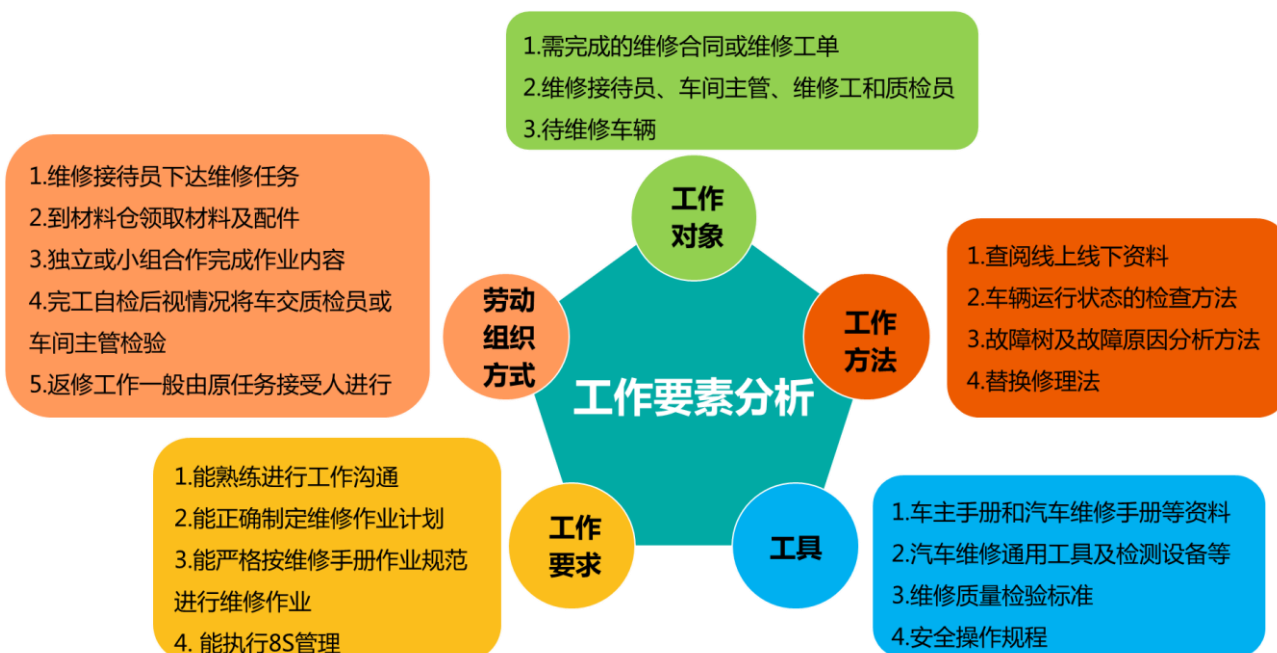 1.需完成的维修合同或维修工单
2.维修接待员、车间主管、维修工和质检员
3.待维修车辆
工作
对象
1.维修接待员下达维修任务
2.到材料仓领取材料及配件
3.独立或小组合作完成作业内容
4.完工自检后视情况将车交质检员或
车间主管检验
5.返修工作一般由原任务接受人进行
劳动
组织
方式
工作
方法
1.查阅线上线下资料
2.车辆运行状态的检查方法
3.故障树及故障原因分析方法
4.替换修理法
工作要素分析
1.能熟练进行工作沟通
2.能正确制定维修作业计划
3.能严格按维修手册作业规范
进行维修作业
4. 能执行8S管理
工作
要求
工具
1.车主手册和汽车维修手册等资料
2.汽车维修通用工具及检测设备等
3.维修质量检验标准
4.安全操作规程